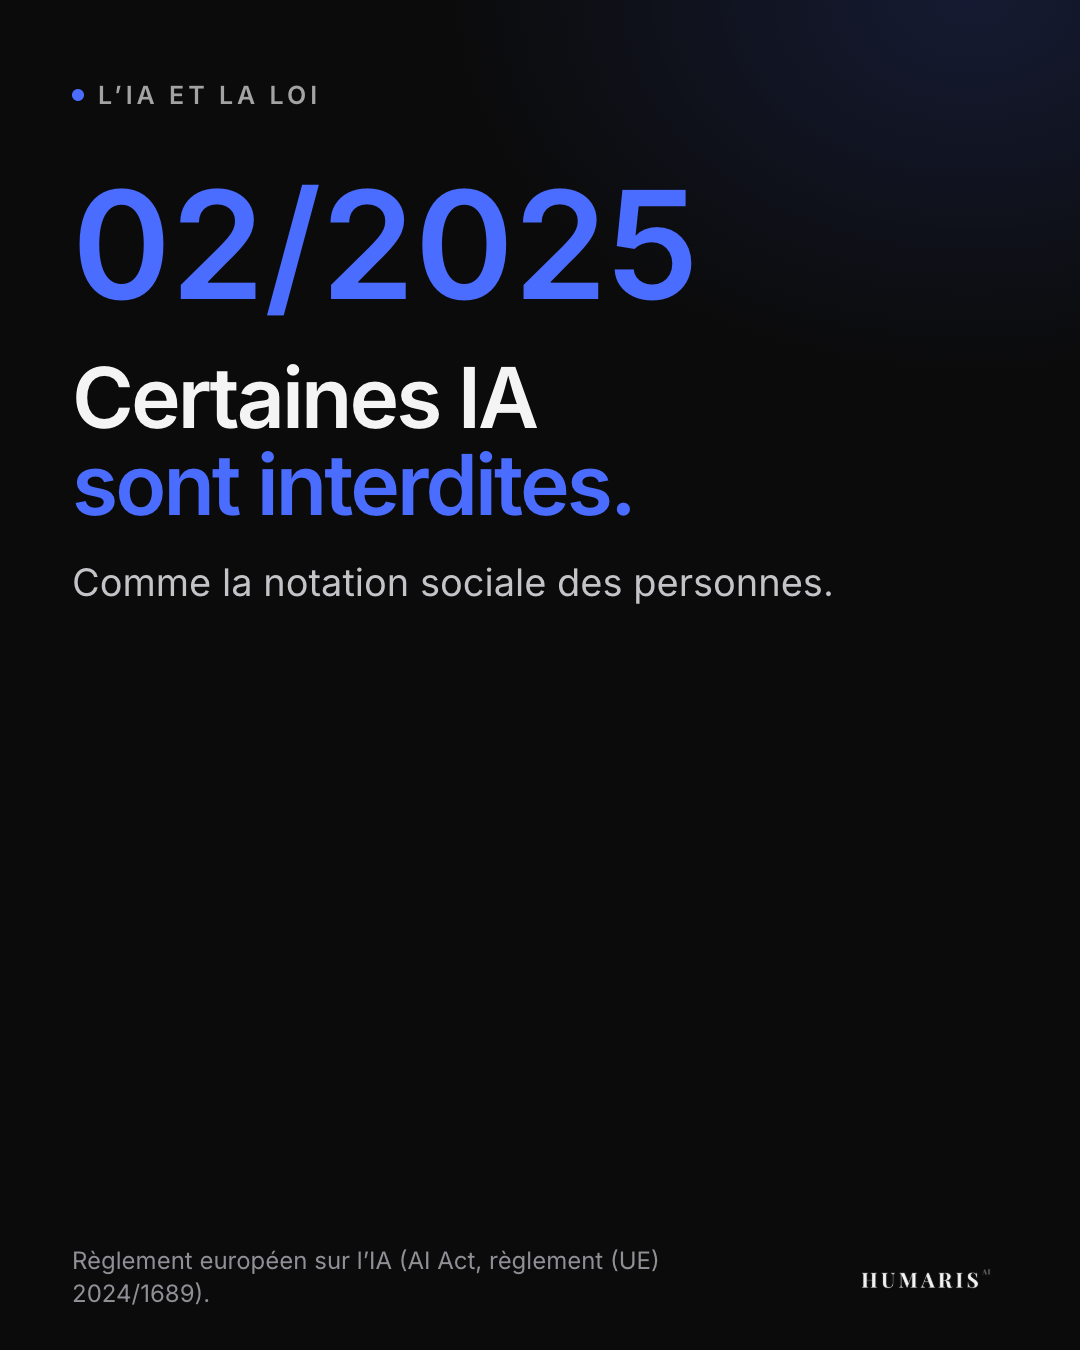 L’IA ET LA LOI
02/2025
Certaines IA
sont interdites.
Comme la notation sociale des personnes.
Règlement européen sur l’IA (AI Act, règlement (UE)
2024/1689).
HUMARIS AI